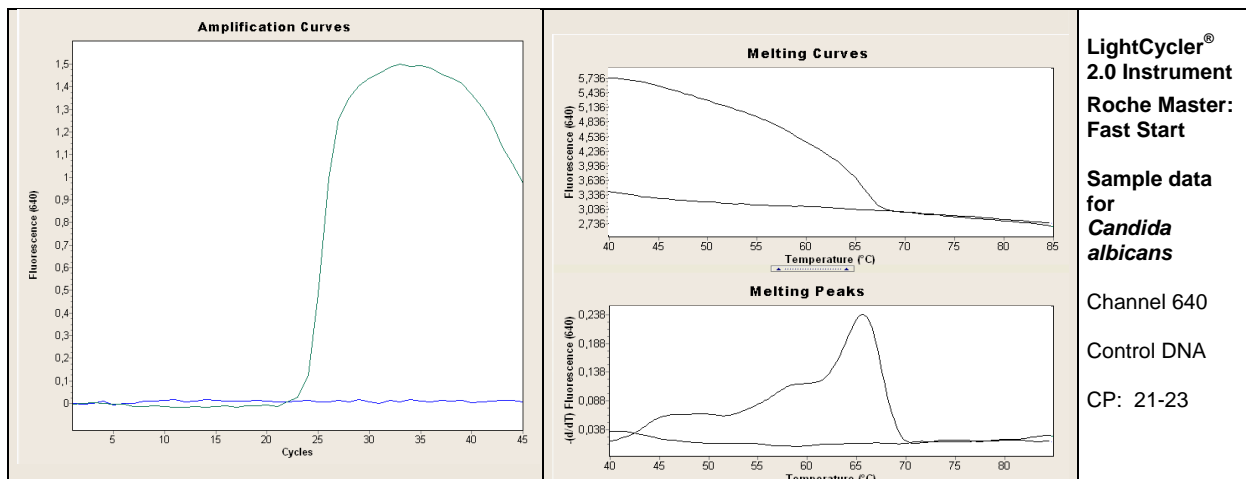 Amplification Curves
1,5
1,4
1,3
1,2
1,1
1
0,9
0,8
0,7
0,6
0,5
0,4
0,3
0,2
0,1
0
Fluorescence (640)
5 10 15 20 25 30 35 40 45
Cycles
Melting Curves
5,736
5,436
5,136
4,836
4,536
4,236
3,936
3,636
3,336
3,036
2,736
Fluorescence (640)
40 45 50 55 60 65 70 75 80 85
Temperature (°C)
Melting Peaks
0,238
0,188
0,138
0,088
0,038
-(d/dT) Fluorescence (640)
40 45 50 55 60 65 70 75 80
Temperature (°C)
LightCycler®
2.0 Instrument
Roche Master:
Fast Start
Sample data
for
Candida
albicans
Channel 640
Control DNA
CP: 21-23